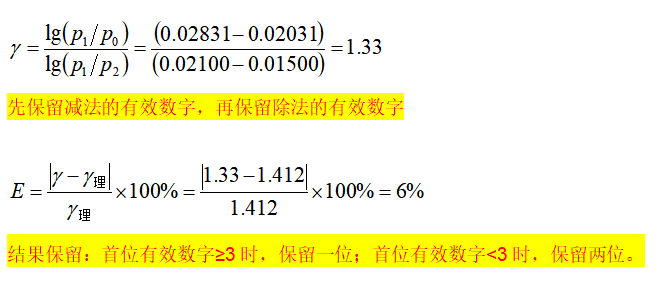 γ = lg(p₁/p₀) / lg(p₁/p₂) = (0.02831−0.02031) / (0.02100−0.01500) = 1.33
先保留减法的有效数字，再保留除法的有效数字
E = |γ−γ理| / γ理 ×100% = |1.33−1.412| / 1.412 ×100% = 6%
结果保留：首位有效数字≥3 时，保留一位；首位有效数字<3 时，保留两位。